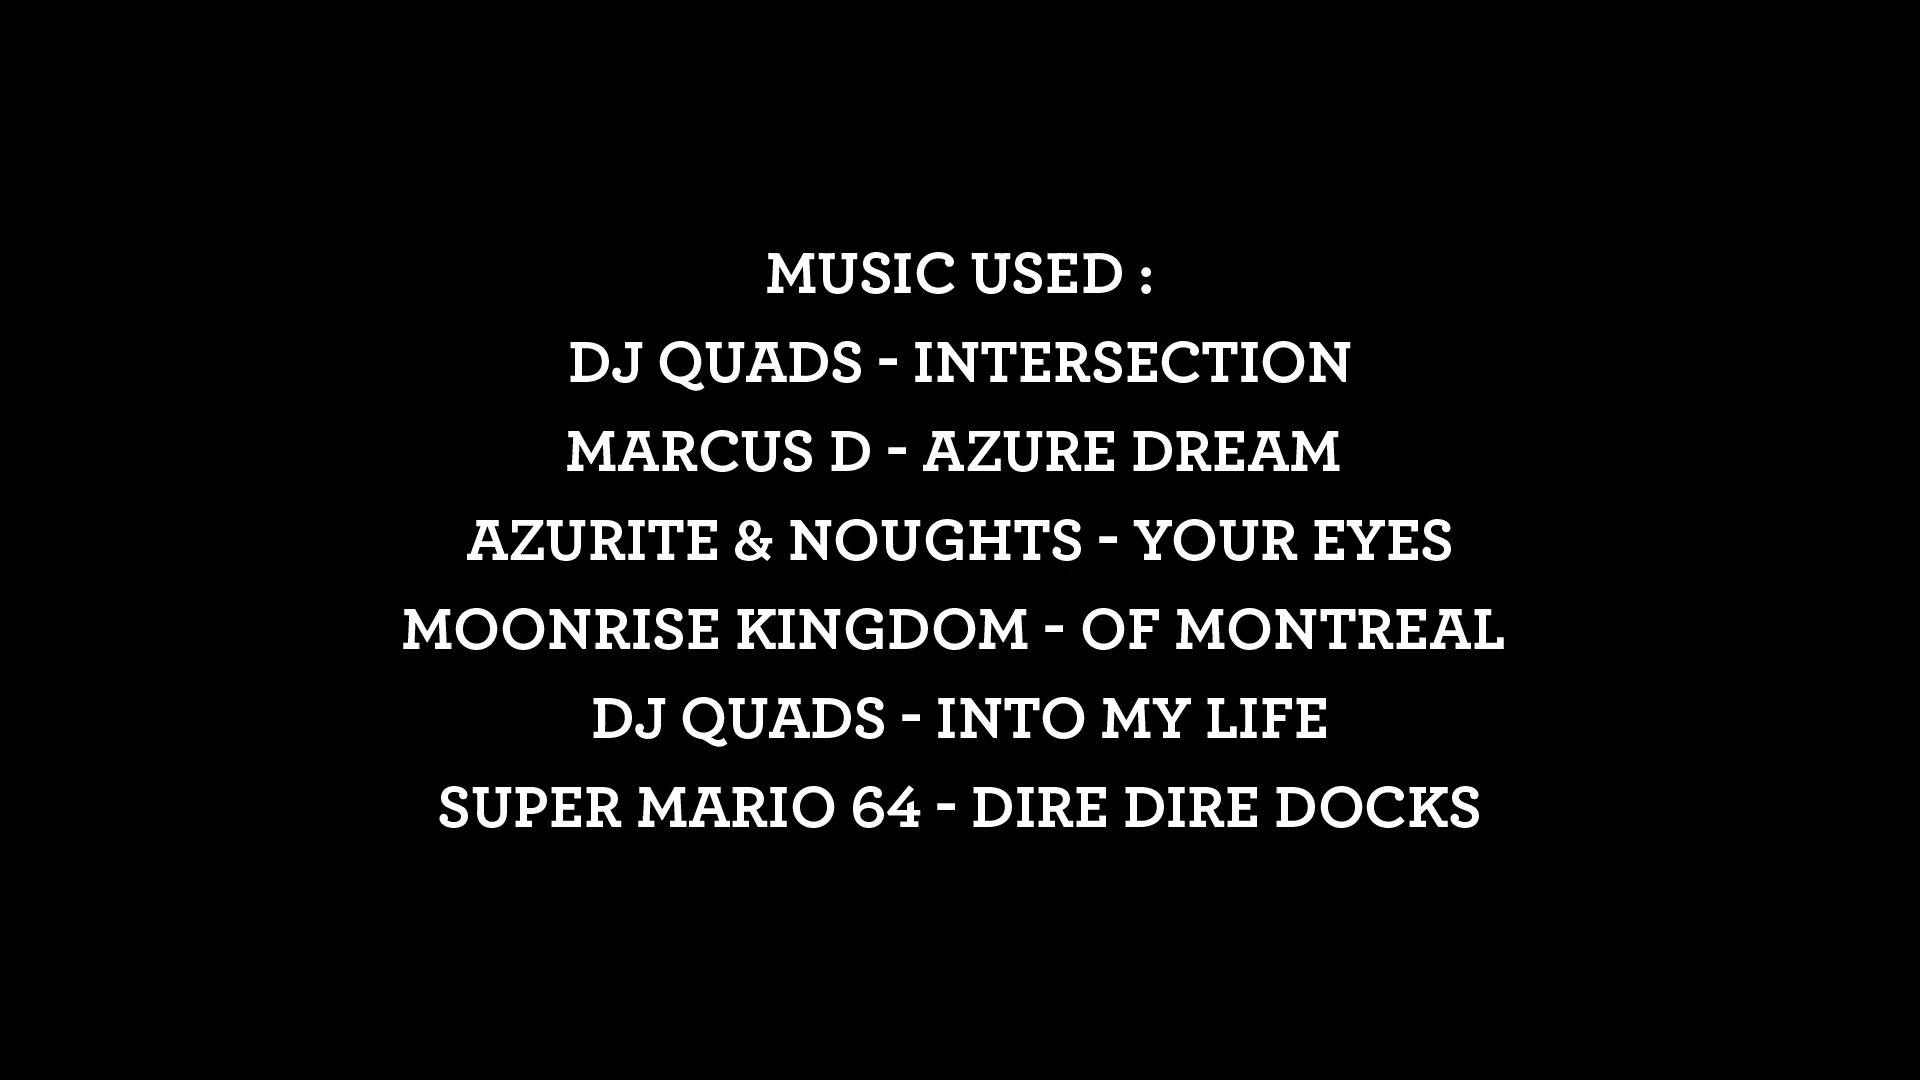 MUSIC USED :
DJ QUADS - INTERSECTION
MARCUS D - AZURE DREAM
AZURITE & NOUGHTS - YOUR EYES
MOONRISE KINGDOM - OF MONTREAL
DJ QUADS - INTO MY LIFE
SUPER MARIO 64 - DIRE DIRE DOCKS